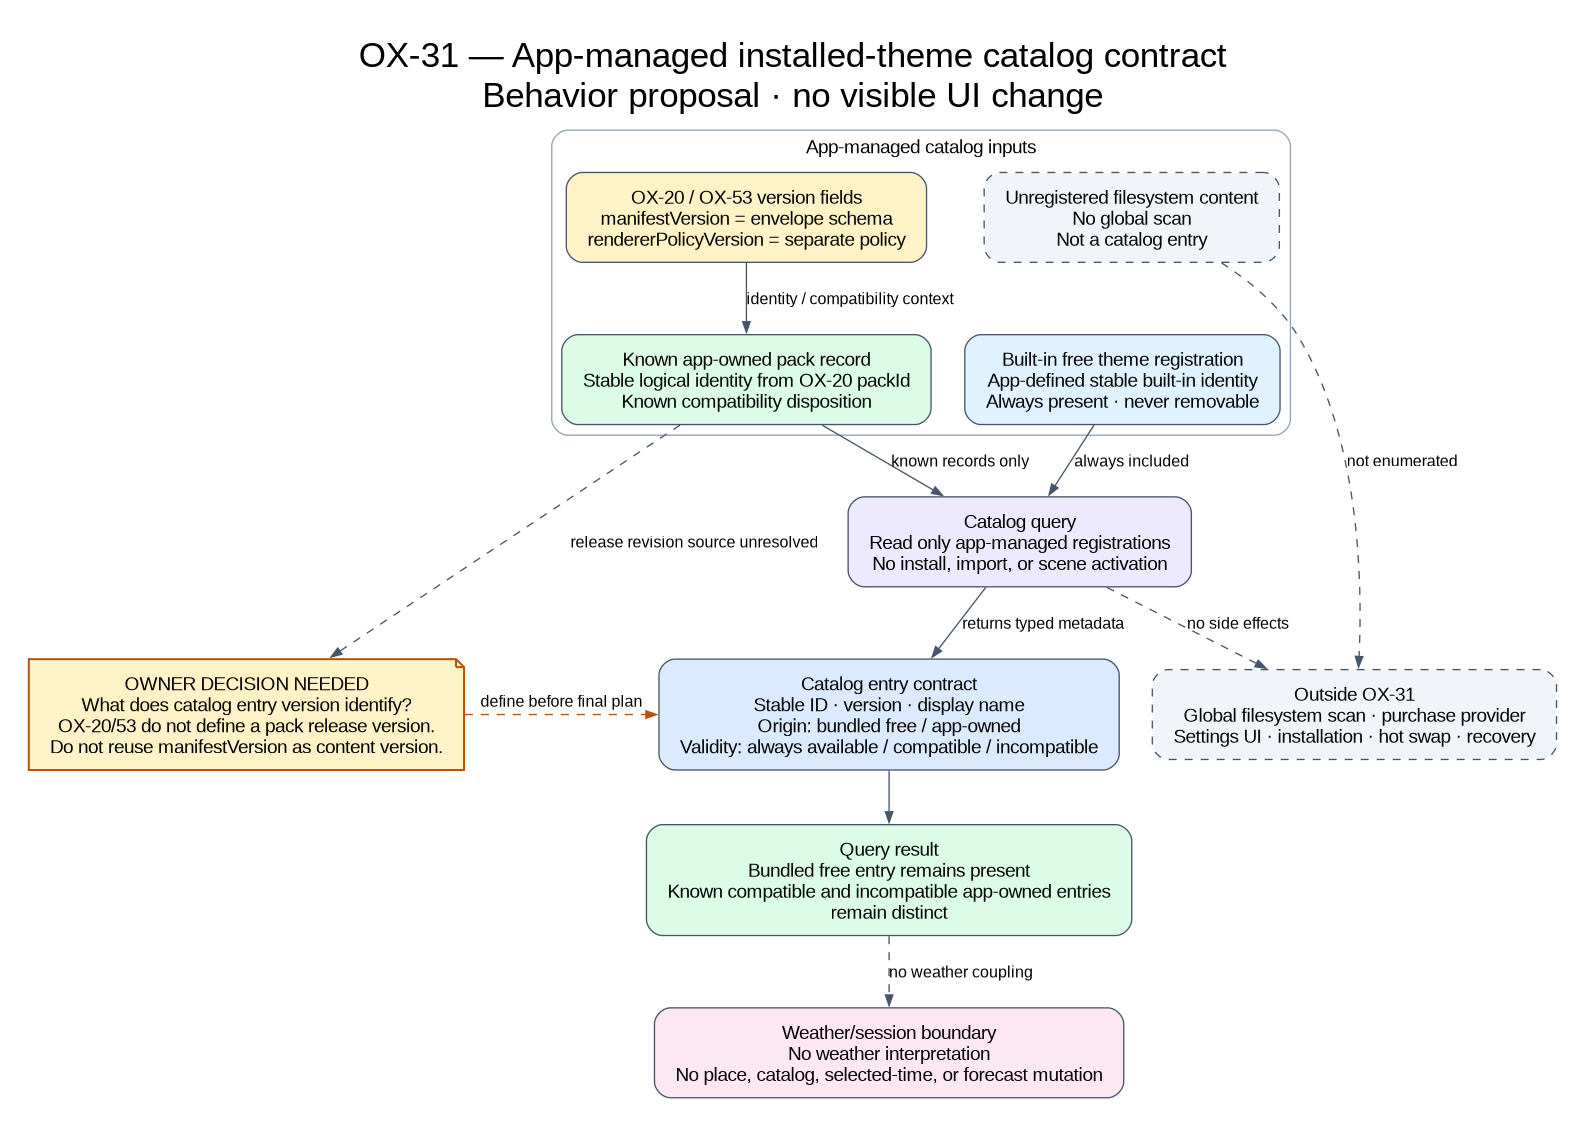 OX-31 — App-managed installed-theme catalog contract
Behavior proposal · no visible UI change
App-managed catalog inputs
OX-20 / OX-53 version fields
manifestVersion = envelope schema
rendererPolicyVersion = separate policy
Unregistered filesystem content
No global scan
Not a catalog entry
identity / compatibility context
Known app-owned pack record
Stable logical identity from OX-20 packId
Known compatibility disposition
Built-in free theme registration
App-defined stable built-in identity
Always present · never removable
known records only
always included
not enumerated
release revision source unresolved
Catalog query
Read only app-managed registrations
No install, import, or scene activation
returns typed metadata
no side effects
OWNER DECISION NEEDED
What does catalog entry version identify?
OX-20/53 do not define a pack release version.
Do not reuse manifestVersion as content version.
define before final plan
Catalog entry contract
Stable ID · version · display name
Origin: bundled free / app-owned
Validity: always available / compatible / incompatible
Outside OX-31
Global filesystem scan · purchase provider
Settings UI · installation · hot swap · recovery
Query result
Bundled free entry remains present
Known compatible and incompatible app-owned entries
remain distinct
no weather coupling
Weather/session boundary
No weather interpretation
No place, catalog, selected-time, or forecast mutation